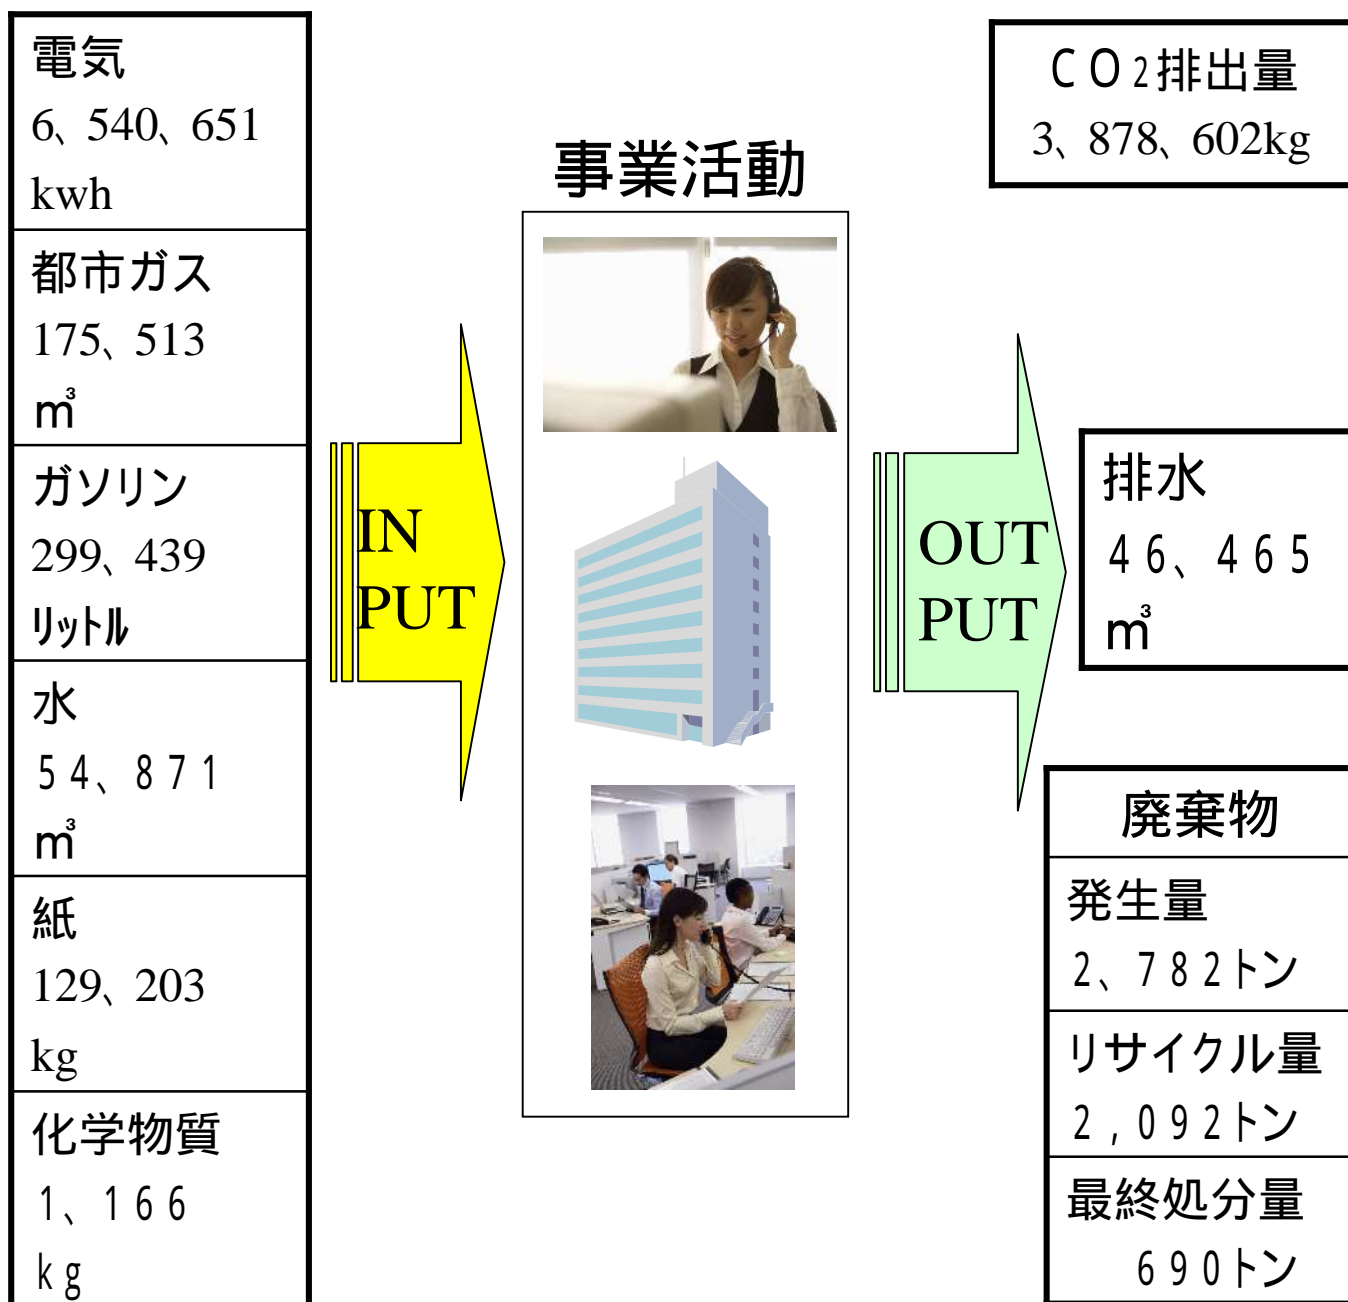 電気
6、540、651
kwh
都市ガス
175、513
㎥
ガソリン
299、439
リットル
水
５４、８７１
㎥
紙
129、203
kg
化学物質
１、１６６
ｋｇ
事業活動
IN
PUT
OUT
PUT
ＣＯ２排出量
3、878、602kg
排水
４６、４６５
㎥
廃棄物
発生量
２、７８２トン
リサイクル量
２，０９２トン
最終処分量
６９０トン